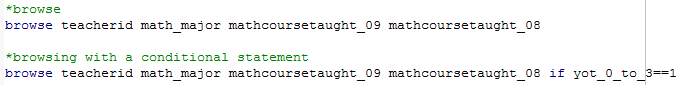 *browse
browse teacherid math_major mathcoursetaught_09 mathcoursetaught_08
*browsing with a conditional statement
browse teacherid math_major mathcoursetaught_09 mathcoursetaught_08 if yot_0_to_3==1